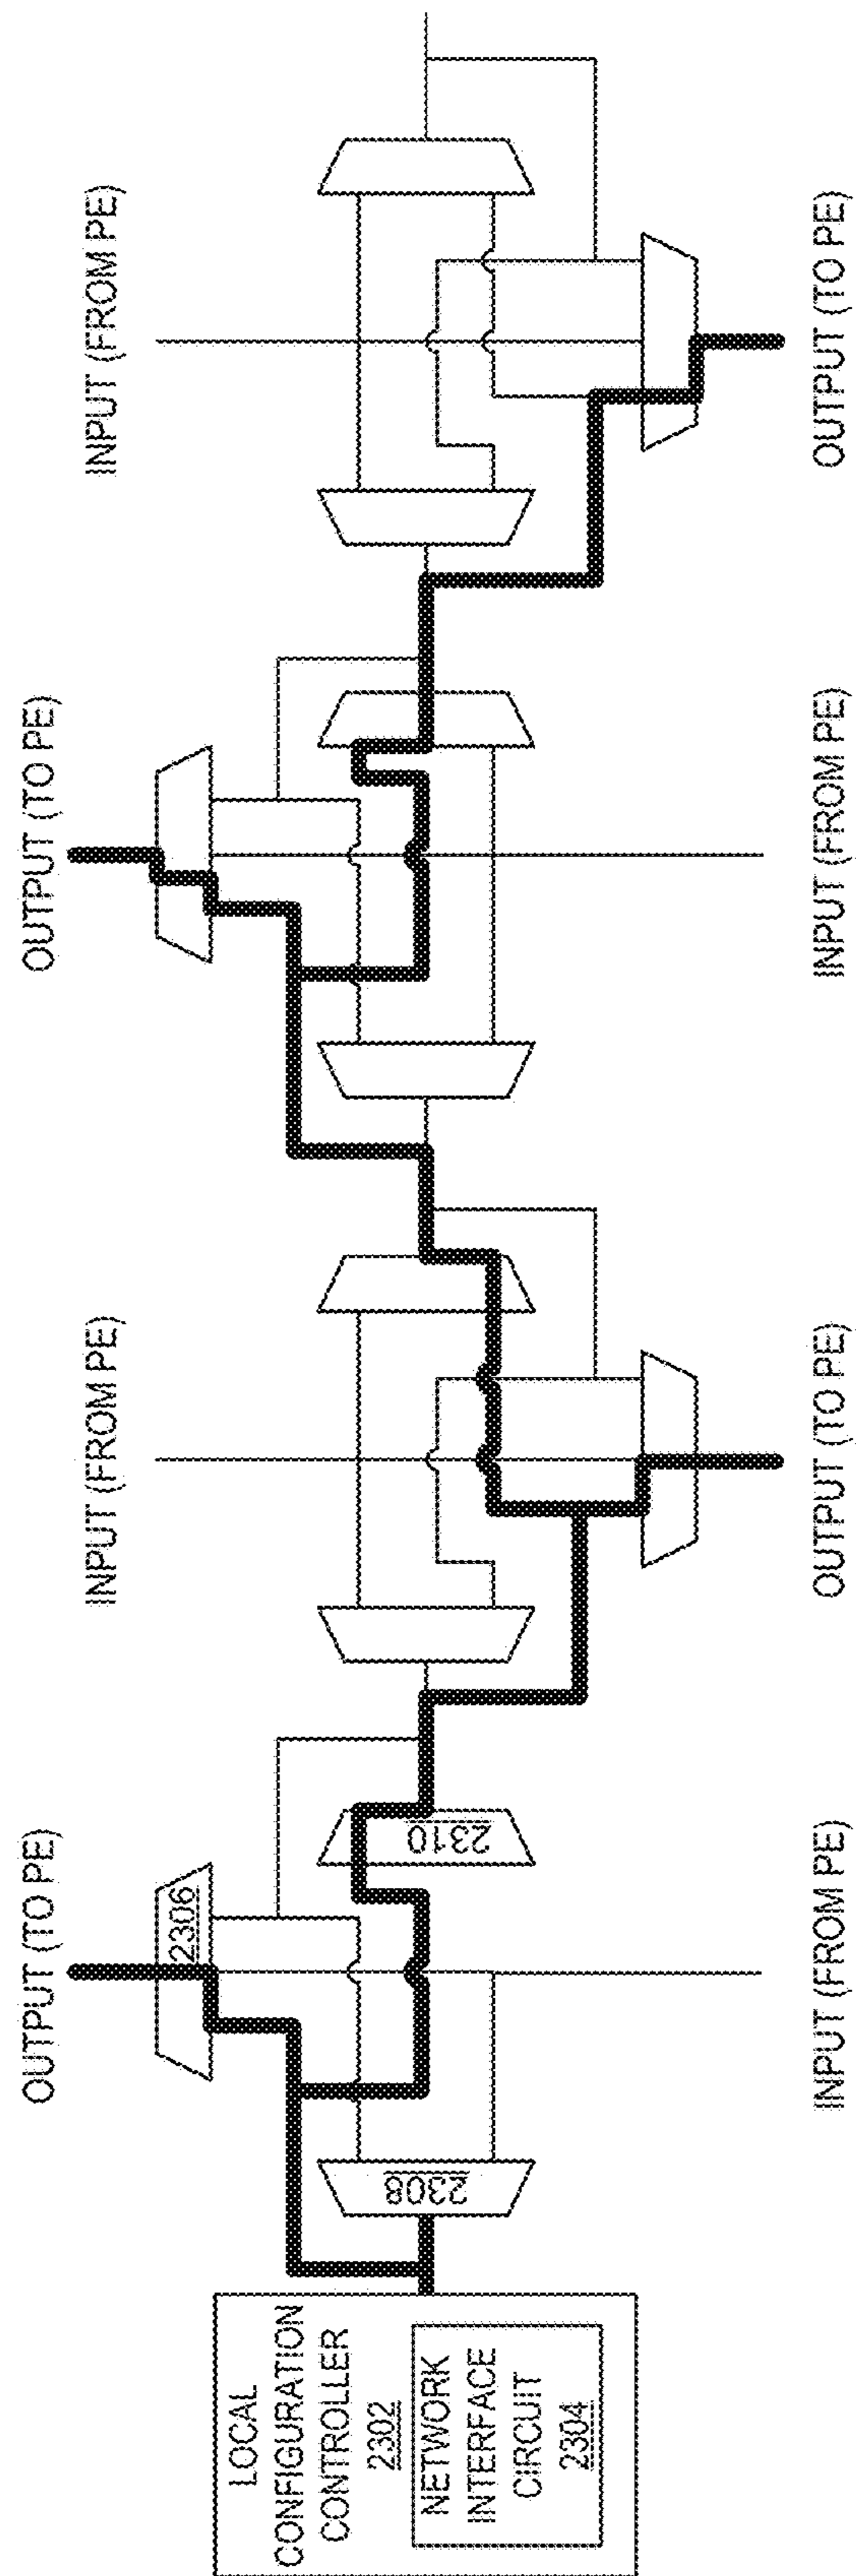 LOCAL
CONFIGURATION
CONTROLLER
2302
NETWORK
INTERFACE
CIRCUIT
2304
OUTPUT (TO PE)
2306
2308
2310
INPUT (FROM PE)
INPUT (FROM PE)
OUTPUT (TO PE)
OUTPUT (TO PE)
INPUT (FROM PE)
INPUT (FROM PE)
OUTPUT (TO PE)